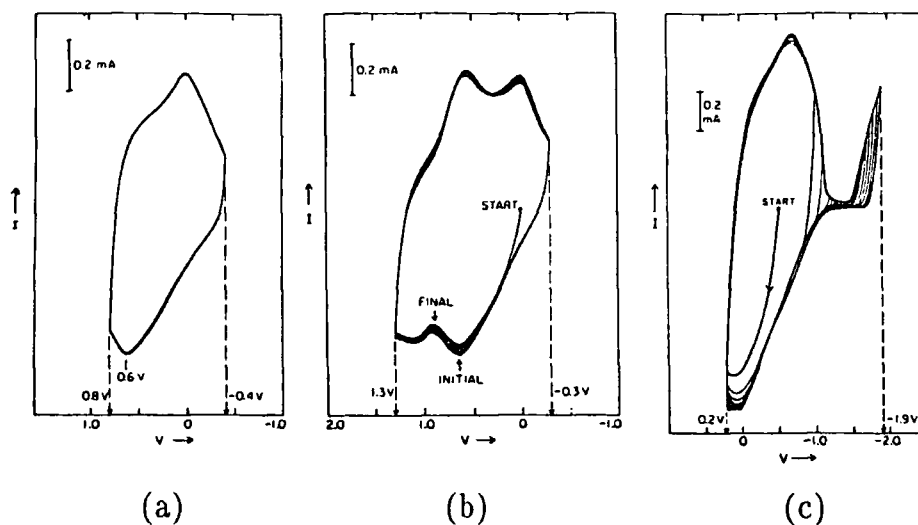 0.2 mA
I
0.6 V
0.8V
-0.4V
1.0
0
-1.0
V
(a)
0.2 mA
I
START
FINAL
INITIAL
1.3V
-0.3V
2.0
1.0
0
-1.0
V
(b)
0.2
mA
I
START
0.2V
-1.9V
0
-1.0
-2.0
V
(c)